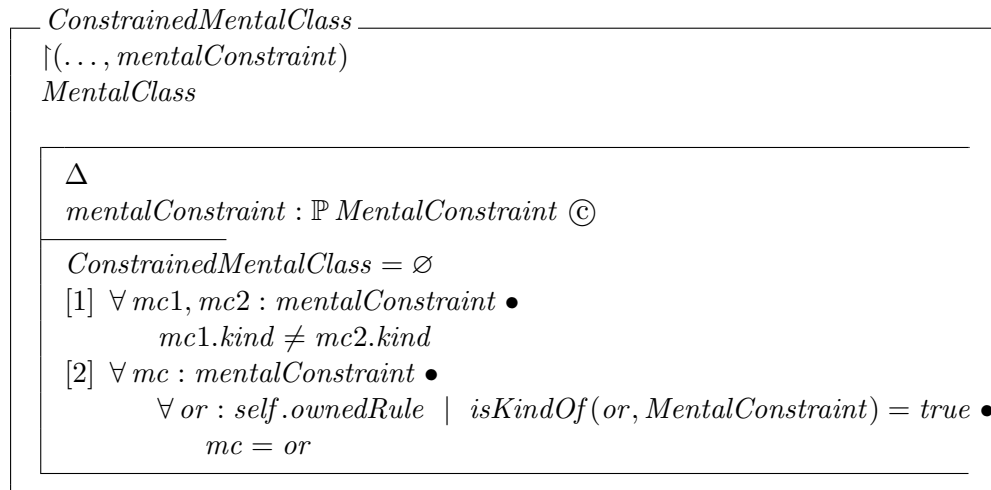 ConstrainedMentalClass
↾(…, mentalConstraint)
MentalClass
Δ
mentalConstraint : ℙ MentalConstraint ©
ConstrainedMentalClass = ∅
[1] ∀ mc1, mc2 : mentalConstraint •
mc1.kind ≠ mc2.kind
[2] ∀ mc : mentalConstraint •
∀ or : self.ownedRule | isKindOf(or, MentalConstraint) = true •
mc = or